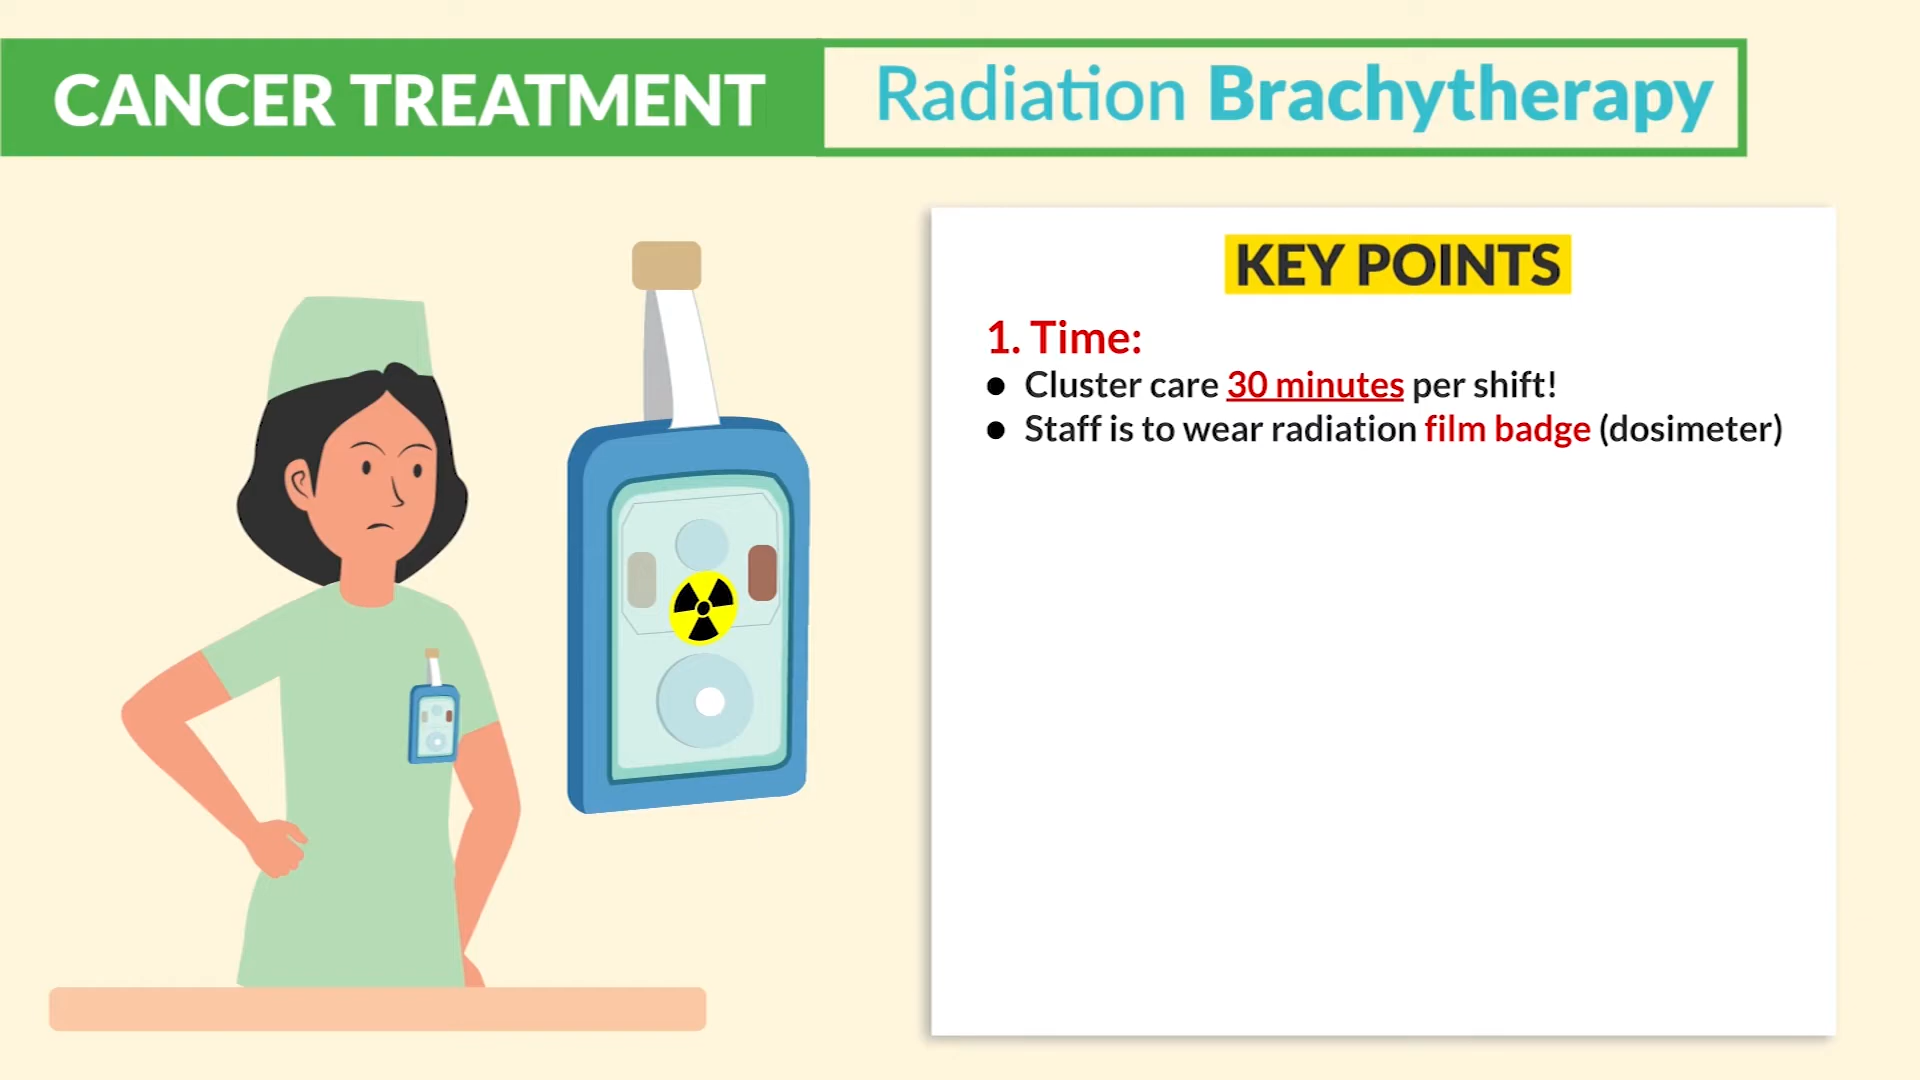 CANCER TREATMENT
Radiation Brachytherapy
KEY POINTS
1. Time:
● Cluster care 30 minutes per shift!
● Staff is to wear radiation film badge (dosimeter)